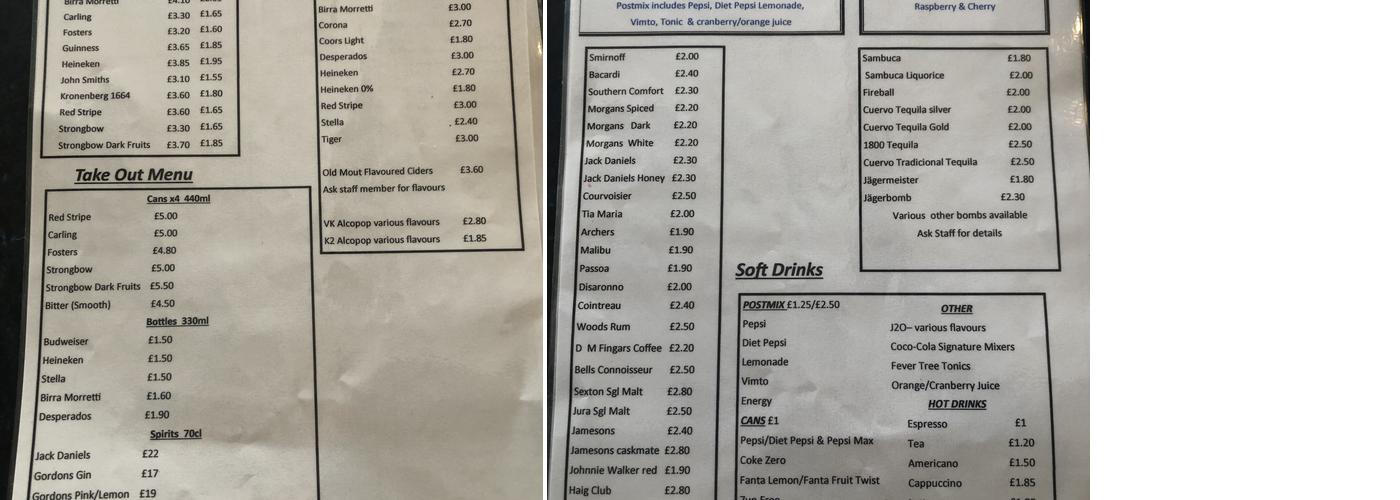 Birra Morretti £4.10 £2.10
Carling £3.30 £1.65
Fosters £3.20 £1.60
Guinness £3.65 £1.85
Heineken £3.85 £1.95
John Smiths £3.10 £1.55
Kronenberg 1664 £3.60 £1.80
Red Stripe £3.60 £1.65
Strongbow £3.30 £1.65
Strongbow Dark Fruits £3.70 £1.85
Take Out Menu
Cans x4 440ml
Red Stripe £5.00
Carling £5.00
Fosters £4.80
Strongbow £5.00
Strongbow Dark Fruits £5.50
Bitter (Smooth) £4.50
Bottles 330ml
Budweiser £1.50
Heineken £1.50
Stella £1.50
Birra Morretti £1.60
Desperados £1.90
Spirits 70cl
Jack Daniels £22
Gordons Gin £17
Gordons Pink/Lemon £19
Birra Morretti £3.00
Corona £2.70
Coors Light £1.80
Desperados £3.00
Heineken £2.70
Heineken 0% £1.80
Red Stripe £3.00
Stella £2.40
Tiger £3.00
Old Mout Flavoured Ciders £3.60
Ask staff member for flavours
VK Alcopop various flavours £2.80
K2 Alcopop various flavours £1.85
Postmix includes Pepsi, Diet Pepsi Lemonade,
Vimto, Tonic & cranberry/orange juice
Raspberry & Cherry
Smirnoff £2.00
Bacardi £2.40
Southern Comfort £2.30
Morgans Spiced £2.20
Morgans Dark £2.20
Morgans White £2.20
Jack Daniels £2.30
Jack Daniels Honey £2.30
Courvoisier £2.50
Tia Maria £2.00
Archers £1.90
Malibu £1.90
Passoa £1.90
Disaronno £2.00
Cointreau £2.40
Woods Rum £2.50
D M Fingars Coffee £2.20
Bells Connoisseur £2.50
Sexton Sgl Malt £2.80
Jura Sgl Malt £2.50
Jamesons £2.40
Jamesons caskmate £2.80
Johnnie Walker red £1.90
Haig Club £2.80
Sambuca £1.80
Sambuca Liquorice £2.00
Fireball £2.00
Cuervo Tequila silver £2.00
Cuervo Tequila Gold £2.00
1800 Tequila £2.50
Cuervo Tradicional Tequila £2.50
Jägermeister £1.80
Jägerbomb £2.30
Various other bombs available
Ask Staff for details
Soft Drinks
POSTMIX £1.25/£2.50
Pepsi
Diet Pepsi
Lemonade
Vimto
Energy
CANS £1
Pepsi/Diet Pepsi & Pepsi Max
Coke Zero
Fanta Lemon/Fanta Fruit Twist
OTHER
J2O– various flavours
Coco-Cola Signature Mixers
Fever Tree Tonics
Orange/Cranberry Juice
HOT DRINKS
Espresso £1
Tea £1.20
Americano £1.50
Cappuccino £1.85